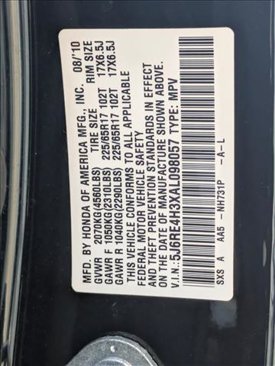 MFD. BY HONDA OF AMERICA MFG., INC. 08/'10
TIRE SIZE RIM SIZE
GVWR 2070KG(4560LBS)
GAWR F 1050KG(2310LBS) 225/65R17 102T 17X6.5J
GAWR R 1040KG(2290LBS) 225/65R17 102T 17X6.5J
THIS VEHICLE CONFORMS TO ALL APPLICABLE
FEDERAL MOTOR VEHICLE SAFETY
AND THEFT PREVENTION STANDARDS IN EFFECT
ON THE DATE OF MANUFACTURE SHOWN ABOVE.
V.I.N.: 5J6RE4H3XAL098057 TYPE: MPV
SXS A AA5 -NH731P -A-L